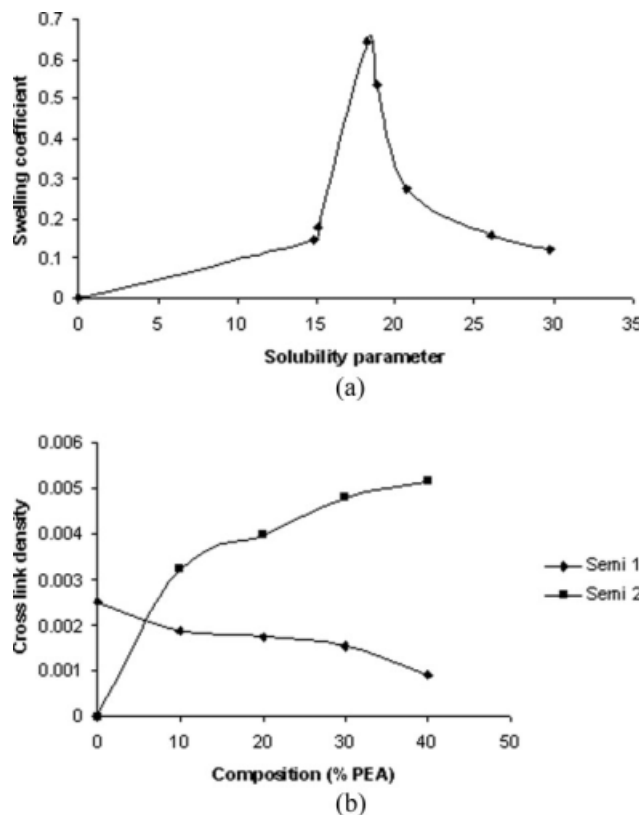 0.7
0.6
0.5
0.4
0.3
0.2
0.1
0
Swelling coefficient
0 5 10 15 20 25 30 35
Solubility parameter
(a)
0.006
0.005
0.004
0.003
0.002
0.001
0
Cross link density
Semi 1
Semi 2
0 10 20 30 40 50
Composition (% PEA)
(b)